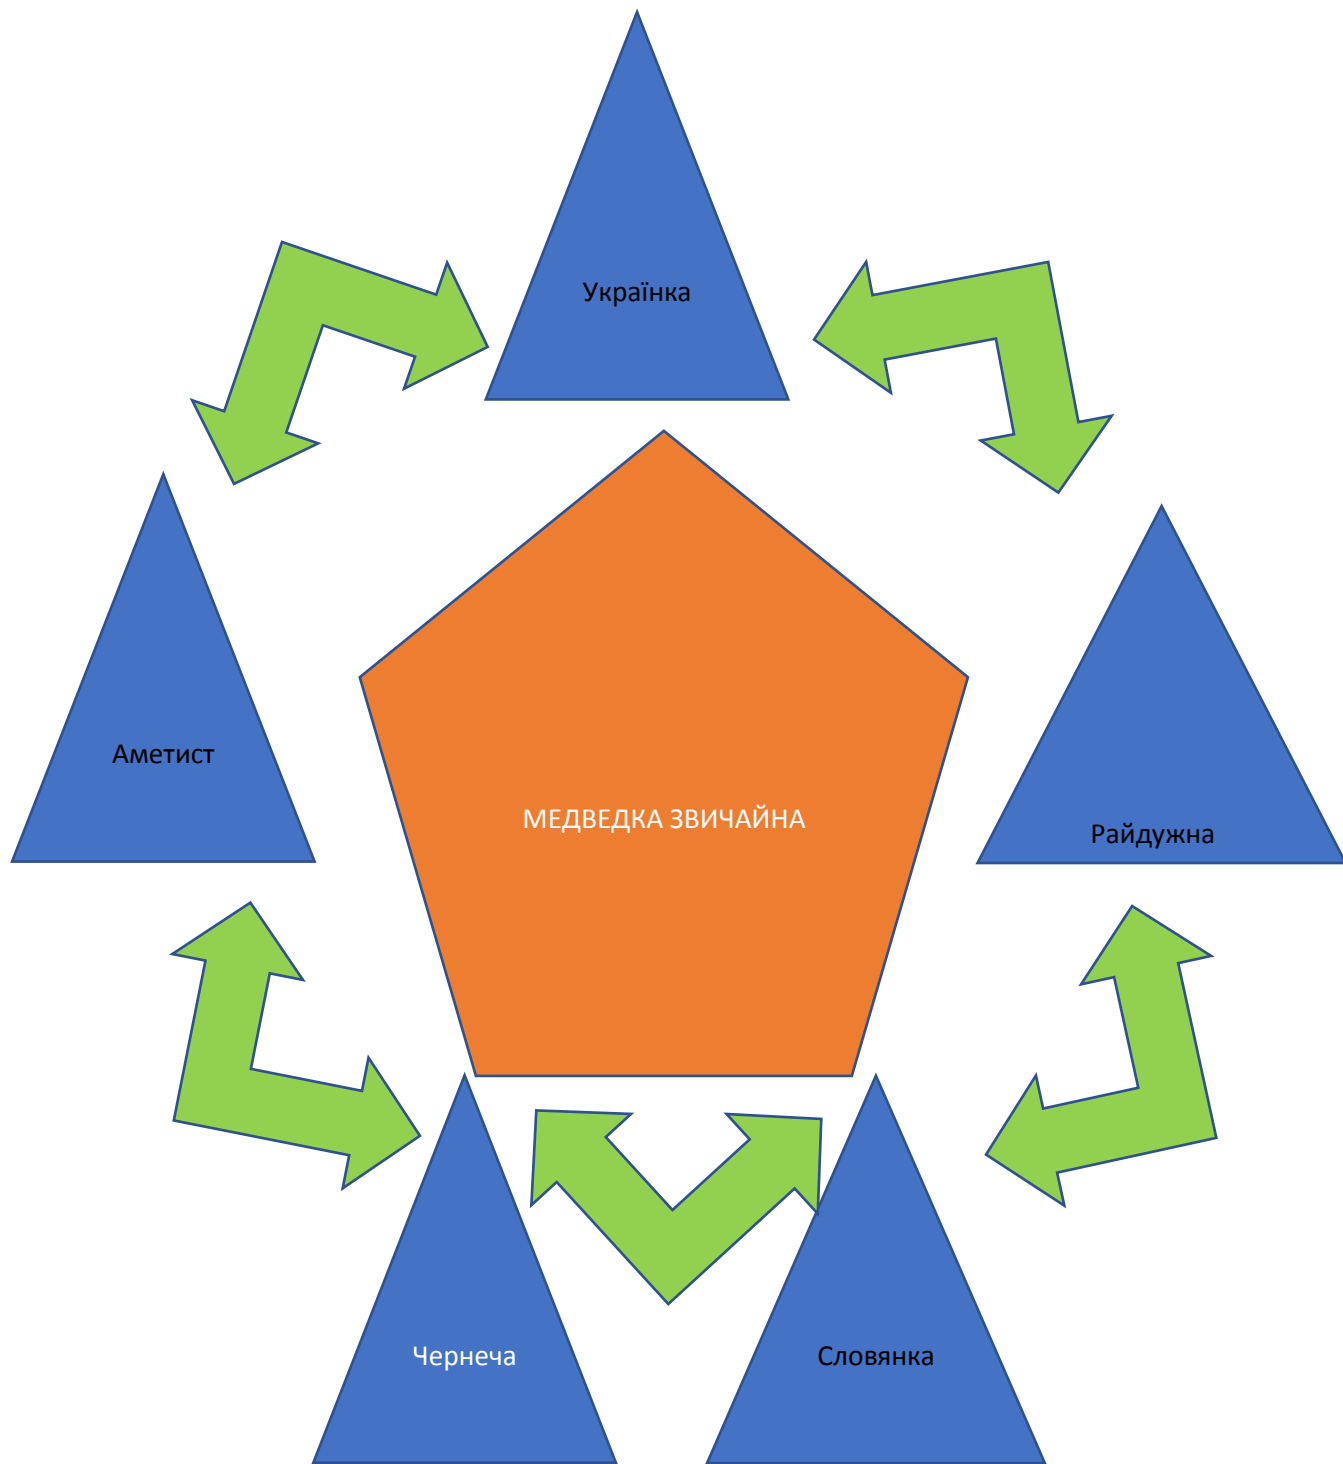 Українка
Аметист
МЕДВЕДКА ЗВИЧАЙНА
Райдужна
Чернеча
Словянка